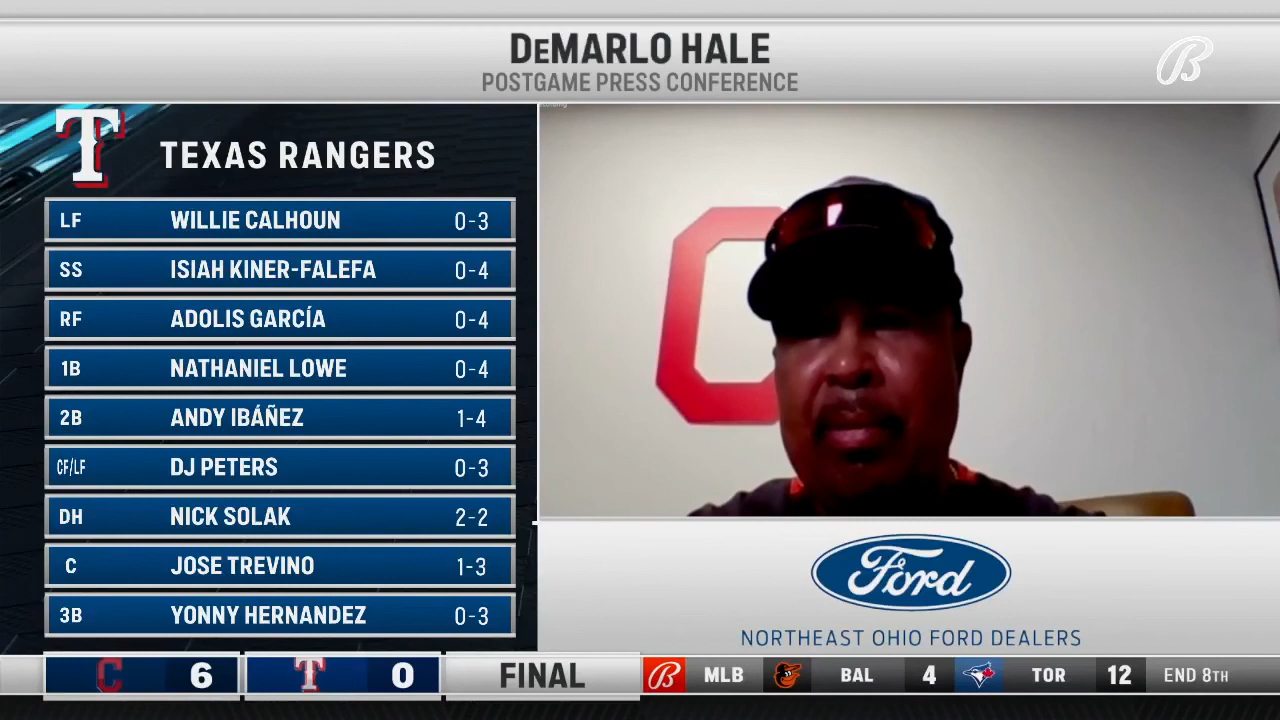 DeMARLO HALE
POSTGAME PRESS CONFERENCE
B
T TEXAS RANGERS
LF WILLIE CALHOUN 0-3
SS ISIAH KINER-FALEFA 0-4
RF ADOLIS GARCÍA 0-4
1B NATHANIEL LOWE 0-4
2B ANDY IBÁÑEZ 1-4
CF/LF DJ PETERS 0-3
DH NICK SOLAK 2-2
C JOSE TREVINO 1-3
3B YONNY HERNANDEZ 0-3
C
Ford
NORTHEAST OHIO FORD DEALERS
C 6 T 0 FINAL B MLB BAL 4 TOR 12 END 8TH